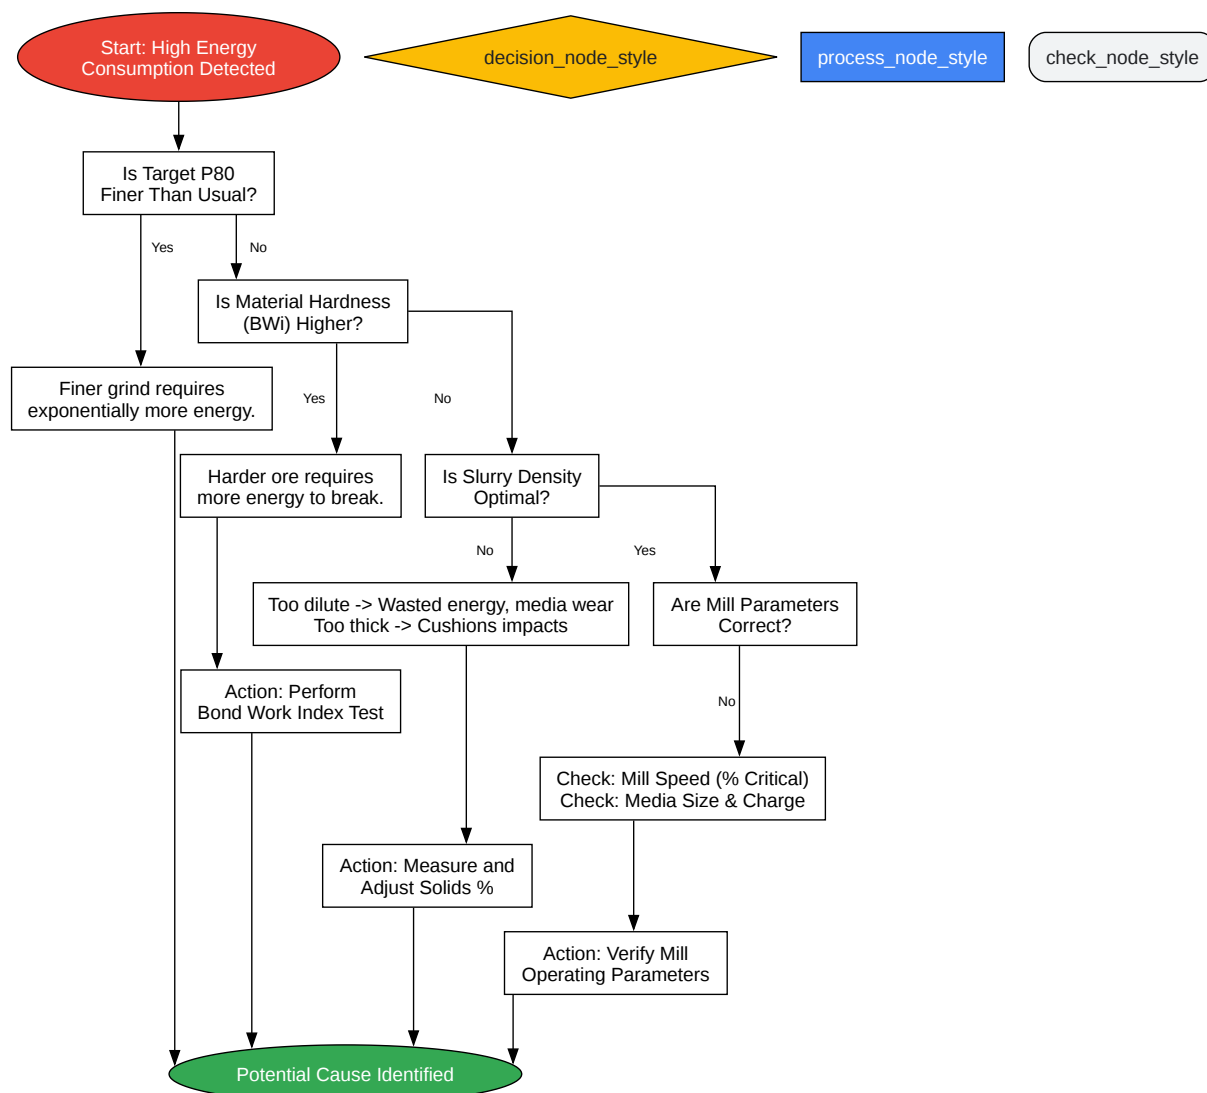 Start: High Energy
Consumption Detected
decision_node_style
process_node_style
check_node_style
Is Target P80
Finer Than Usual?
Yes
No
Is Material Hardness
(BWi) Higher?
Finer grind requires
exponentially more energy.
Yes
No
Harder ore requires
more energy to break.
Is Slurry Density
Optimal?
No
Yes
Too dilute -> Wasted energy, media wear
Too thick -> Cushions impacts
Are Mill Parameters
Correct?
Action: Perform
Bond Work Index Test
No
Check: Mill Speed (% Critical)
Check: Media Size & Charge
Action: Measure and
Adjust Solids %
Action: Verify Mill
Operating Parameters
Potential Cause Identified